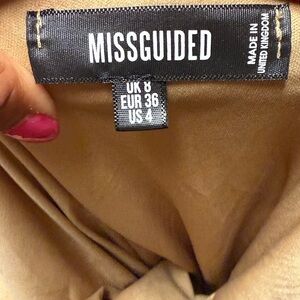 MISSGUIDED
MADE IN
UNITED KINGDOM
UK 8
EUR 36
US 4